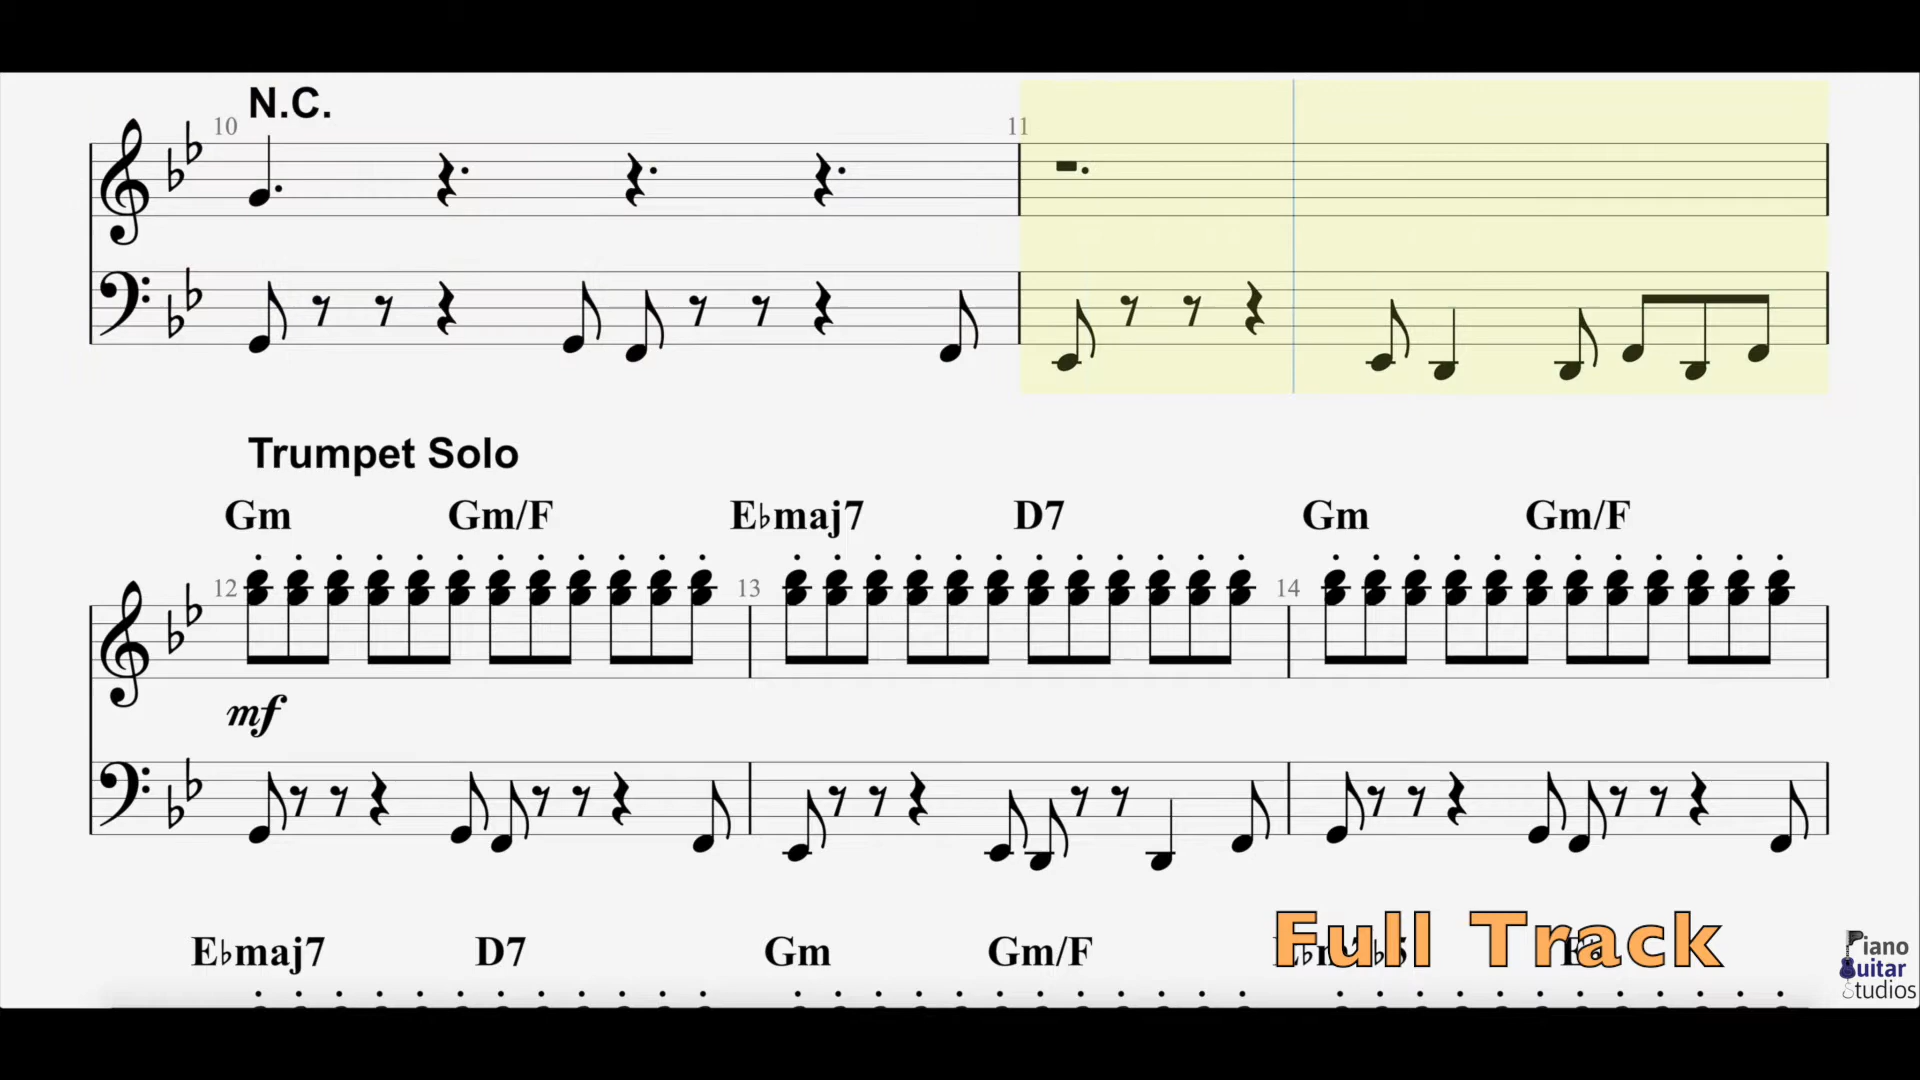 N.C.
10 11
Trumpet Solo
Gm Gm/F E♭maj7 D7 Gm Gm/F
12 13 14
mf
E♭maj7 D7 Gm Gm/F
Full Track
Piano
Guitar
Studios